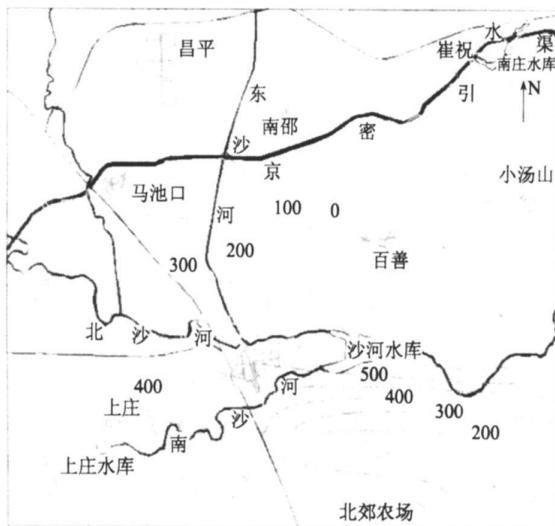 水
昌平
崔祝
渠
南庄水库
东
引
N
南邵
密
沙
京
小汤山
马池口
100
0
河
200
百善
300
北
沙
河
沙河水库
500
400
400
300
上庄
河
200
沙
南
上庄水库
北郊农场